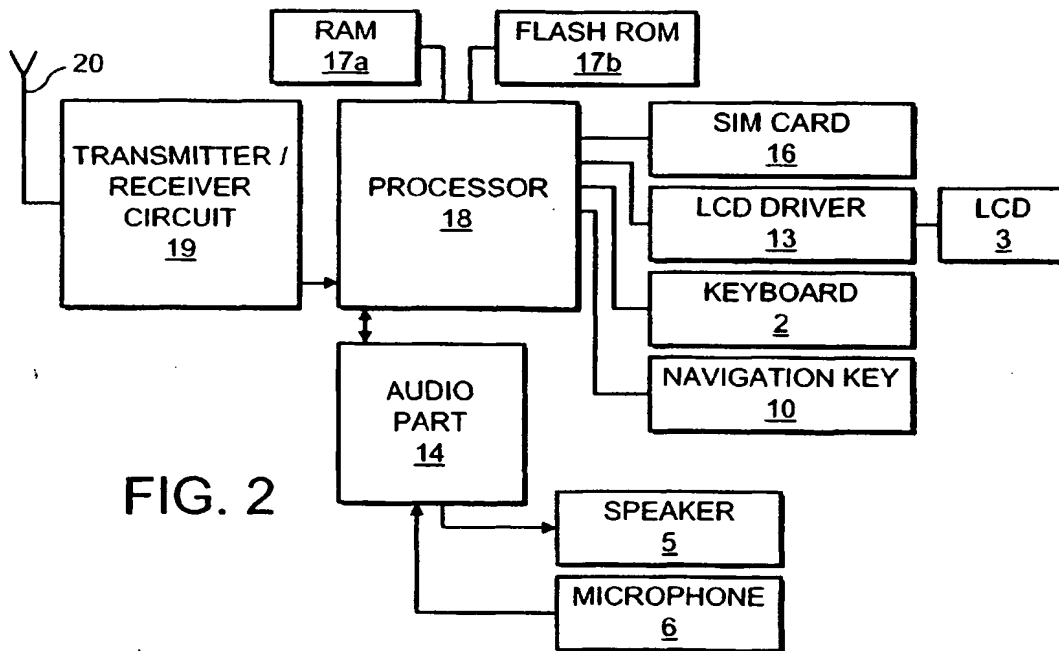 RAM
17a
FLASH ROM
17b
20
TRANSMITTER /
RECEIVER
CIRCUIT
19
PROCESSOR
18
SIM CARD
16
LCD DRIVER
13
LCD
3
KEYBOARD
2
NAVIGATION KEY
10
AUDIO
PART
14
SPEAKER
5
MICROPHONE
6
FIG. 2